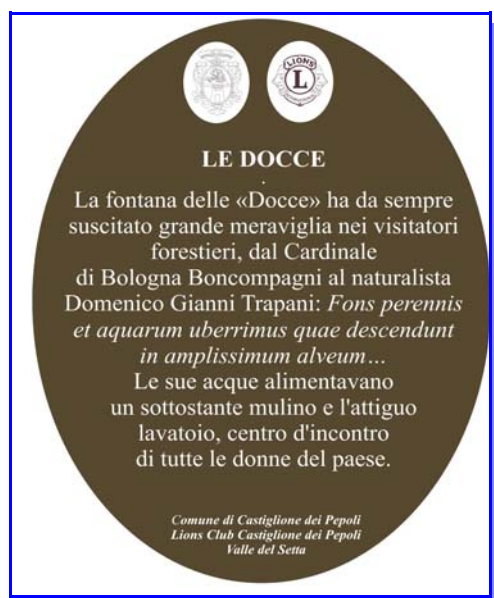 LIONS
L
LE DOCCE
.
La fontana delle «Docce» ha da sempre
suscitato grande meraviglia nei visitatori
forestieri, dal Cardinale
di Bologna Boncompagni al naturalista
Domenico Gianni Trapani: Fons perennis
et aquarum uberrimus quae descendunt
in amplissimum alveum…
Le sue acque alimentavano
un sottostante mulino e l'attiguo
lavatoio, centro d'incontro
di tutte le donne del paese.
Comune di Castiglione dei Pepoli
Lions Club Castiglione dei Pepoli
Valle del Setta